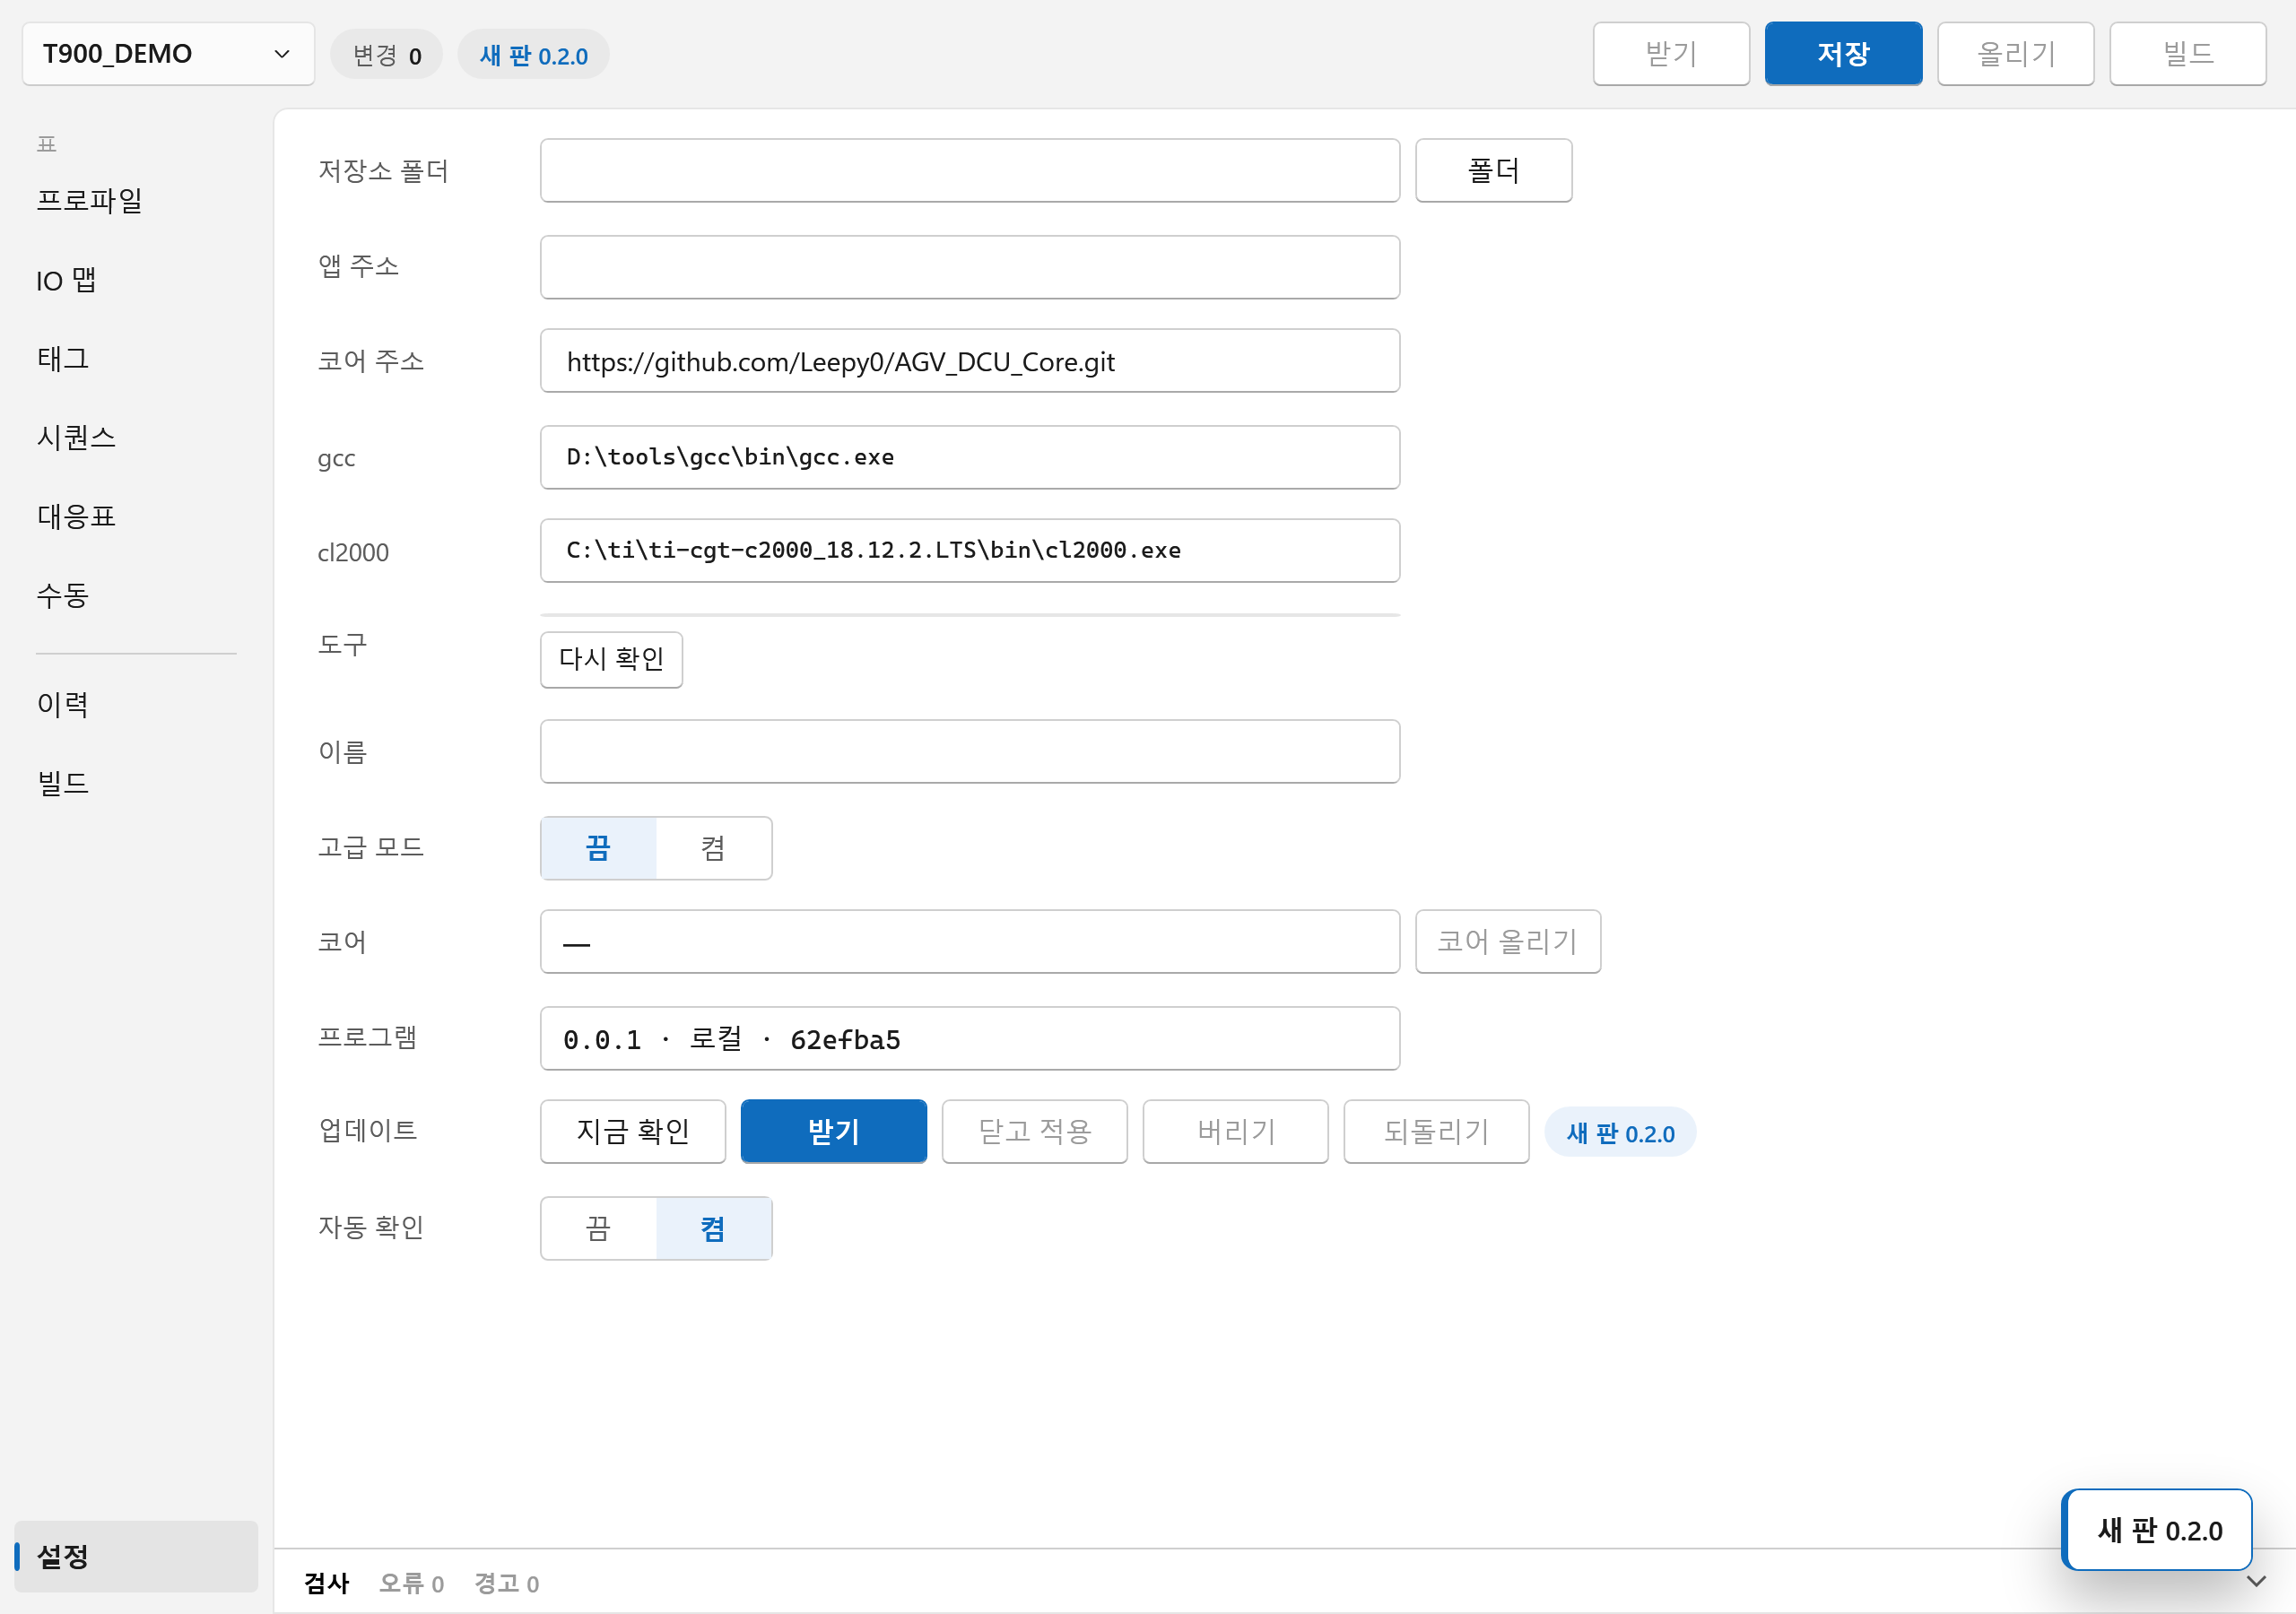 T900_DEMO 변경 0 새 판 0.2.0 받기 저장 올리기 빌드
표
프로파일
IO 맵
태그
시퀀스
대응표
수동
이력
빌드
설정
저장소 폴더 폴더
앱 주소
코어 주소 https://github.com/Leepy0/AGV_DCU_Core.git
gcc D:\tools\gcc\bin\gcc.exe
cl2000 C:\ti\ti-cgt-c2000_18.12.2.LTS\bin\cl2000.exe
도구 다시 확인
이름
고급 모드 끔 켬
코어 — 코어 올리기
프로그램 0.0.1 · 로컬 · 62efba5
업데이트 지금 확인 받기 닫고 적용 버리기 되돌리기 새 판 0.2.0
자동 확인 끔 켬
새 판 0.2.0
검사 오류 0 경고 0